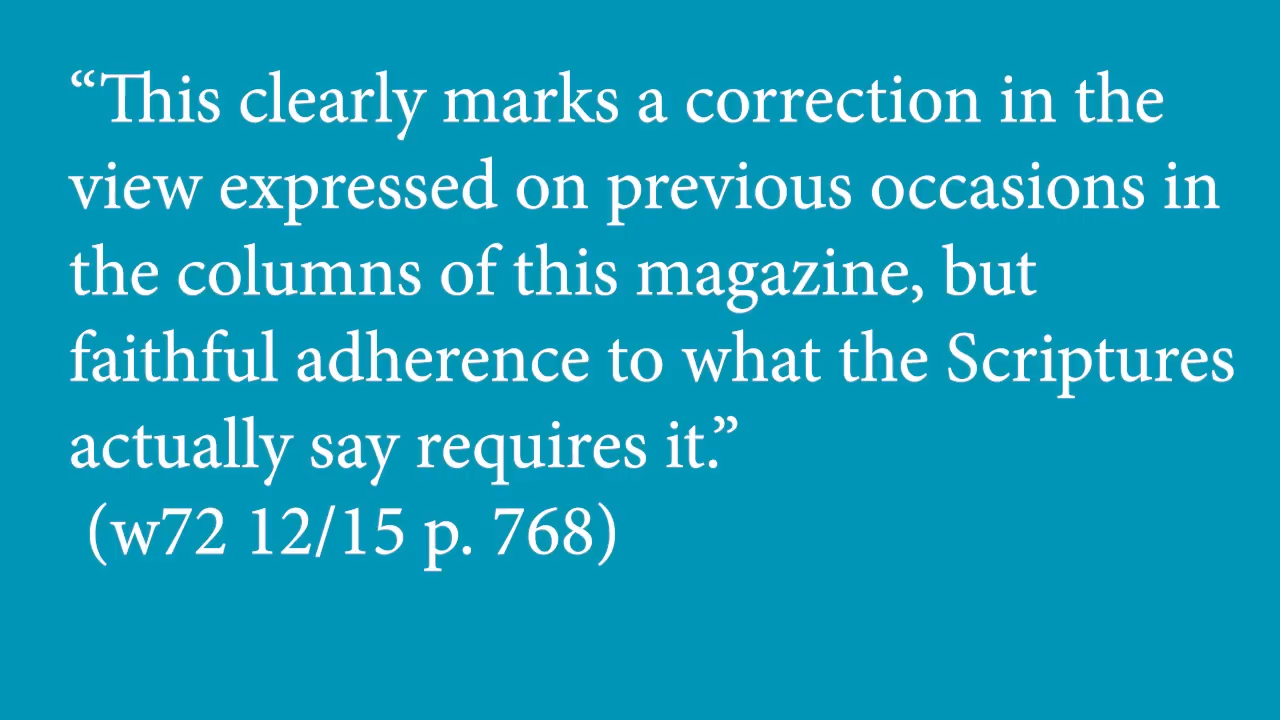 “This clearly marks a correction in the
view expressed on previous occasions in
the columns of this magazine, but
faithful adherence to what the Scriptures
actually say requires it.”
(w72 12/15 p. 768)